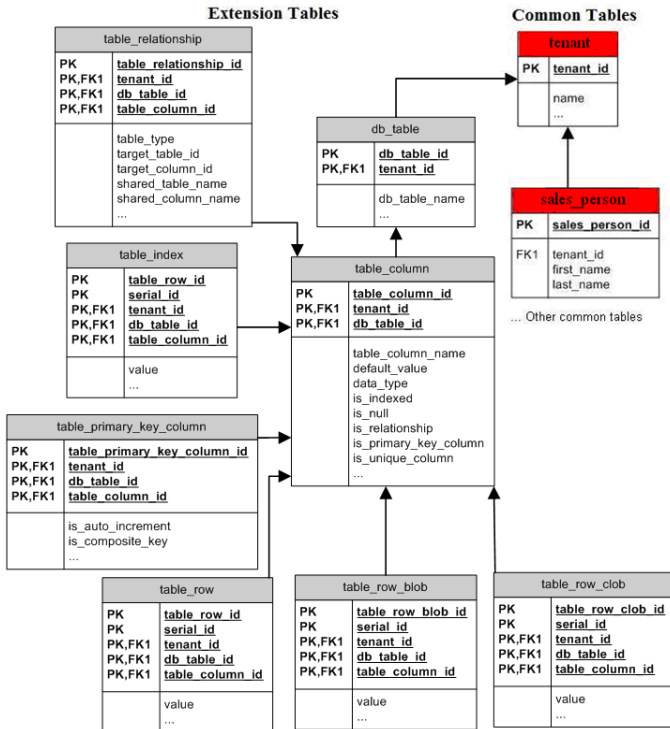 Extension Tables
Common Tables
table_relationship
PK table_relationship_id
PK,FK1 tenant_id
PK,FK1 db_table_id
PK,FK1 table_column_id
table_type
target_table_id
target_column_id
shared_table_name
shared_column_name
...
tenant
PK tenant_id
name
...
db_table
PK db_table_id
PK,FK1 tenant_id
db_table_name
...
sales_person
PK sales_person_id
FK1 tenant_id
first_name
last_name
... Other common tables
table_index
PK table_row_id
PK serial_id
PK,FK1 tenant_id
PK,FK1 db_table_id
PK,FK1 table_column_id
value
...
table_column
PK table_column_id
PK,FK1 tenant_id
PK,FK1 db_table_id
table_column_name
default_value
data_type
is_indexed
is_null
is_relationship
is_primary_key_column
is_unique_column
...
table_primary_key_column
PK table_primary_key_column_id
PK,FK1 tenant_id
PK,FK1 db_table_id
PK,FK1 table_column_id
is_auto_increment
is_composite_key
...
table_row
PK table_row_id
PK serial_id
PK,FK1 tenant_id
PK,FK1 db_table_id
PK,FK1 table_column_id
value
...
table_row_blob
PK table_row_blob_id
PK serial_id
PK,FK1 tenant_id
PK,FK1 db_table_id
PK,FK1 table_column_id
value
...
table_row_clob
PK table_row_clob_id
PK serial_id
PK,FK1 tenant_id
PK,FK1 db_table_id
PK,FK1 table_column_id
value
...